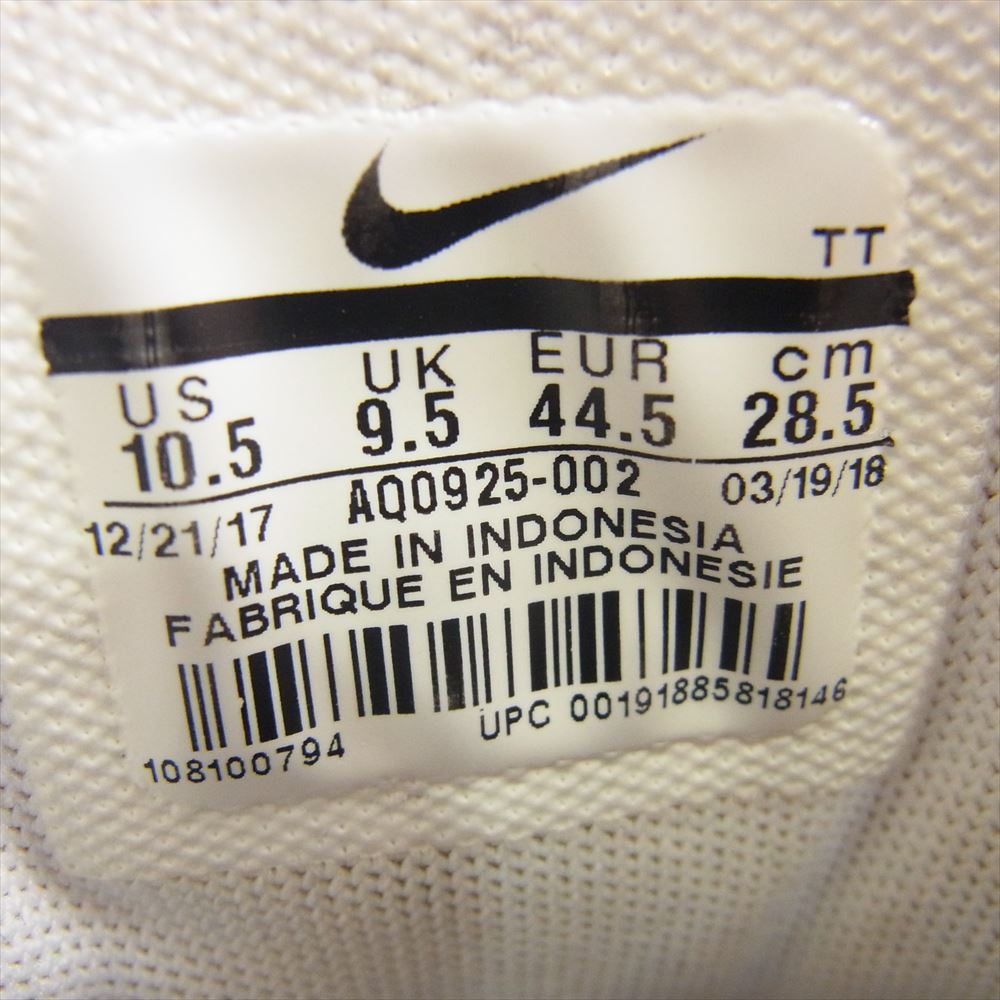 TT
US UK EUR cm
10.5 9.5 44.5 28.5
12/21/17 AQ0925-002 03/19/18
MADE IN INDONESIA
FABRIQUE EN INDONESIE
108100794 UPC 00191885818146